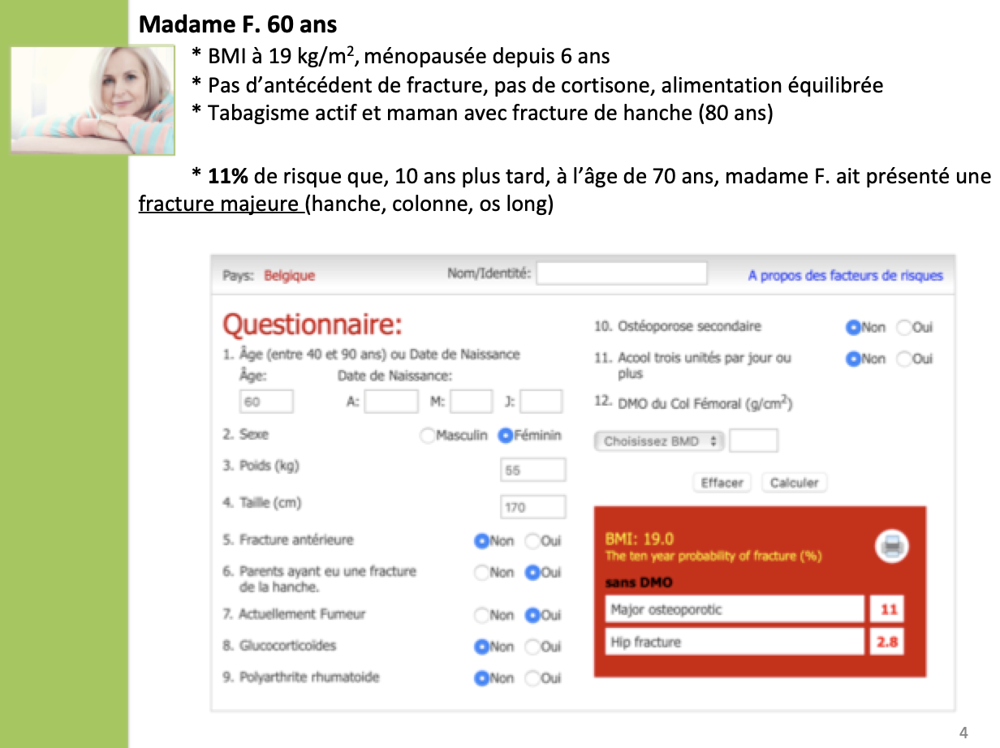 Madame F. 60 ans
* BMI à 19 kg/m², ménopausée depuis 6 ans
* Pas d’antécédent de fracture, pas de cortisone, alimentation équilibrée
* Tabagisme actif et maman avec fracture de hanche (80 ans)
* 11% de risque que, 10 ans plus tard, à l’âge de 70 ans, madame F. ait présenté une
fracture majeure (hanche, colonne, os long)
Pays: Belgique Nom/Identité: A propos des facteurs de risques
Questionnaire:
1. Âge (entre 40 et 90 ans) ou Date de Naissance
Âge: Date de Naissance:
60 A: M: J:
2. Sexe Masculin Féminin
3. Poids (kg) 55
4. Taille (cm) 170
5. Fracture antérieure Non Oui
6. Parents ayant eu une fracture
de la hanche. Non Oui
7. Actuellement Fumeur Non Oui
8. Glucocorticoïdes Non Oui
9. Polyarthrite rhumatoide Non Oui
10. Ostéoporose secondaire Non Oui
11. Acool trois unités par jour ou
plus Non Oui
12. DMO du Col Fémoral (g/cm²)
Choisissez BMD
Effacer Calculer
BMI: 19.0
The ten year probability of fracture (%)
sans DMO
Major osteoporotic 11
Hip fracture 2.8
4